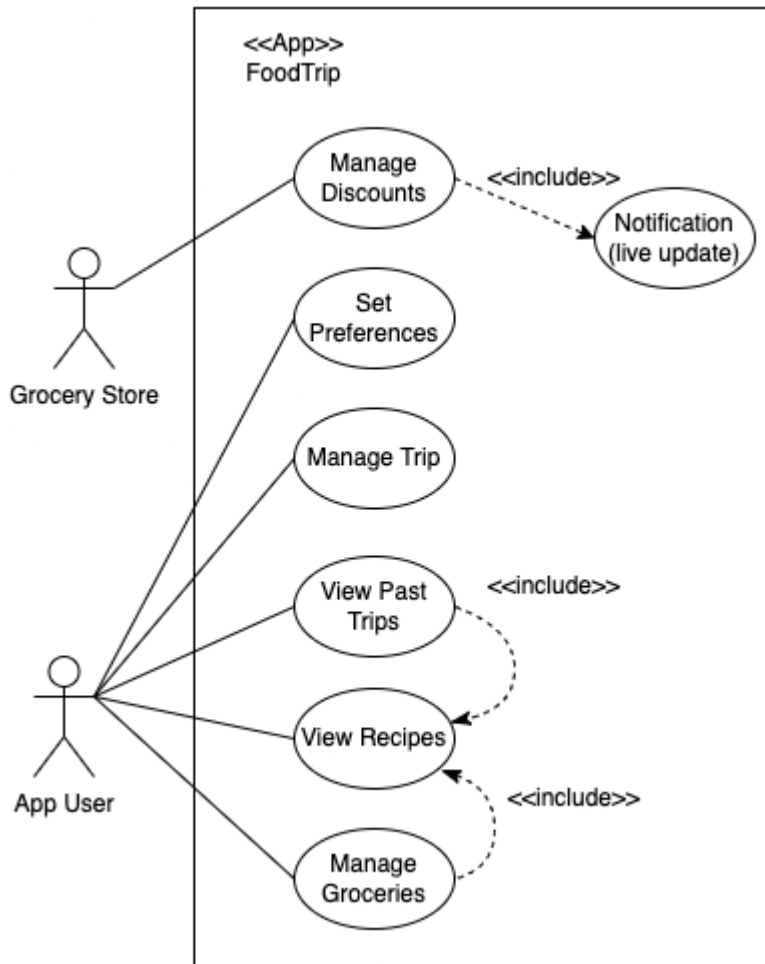 <<App>>
FoodTrip
Manage
Discounts
<<include>>
Notification
(live update)
Set
Preferences
Grocery Store
Manage Trip
View Past
Trips
<<include>>
View Recipes
App User
<<include>>
Manage
Groceries